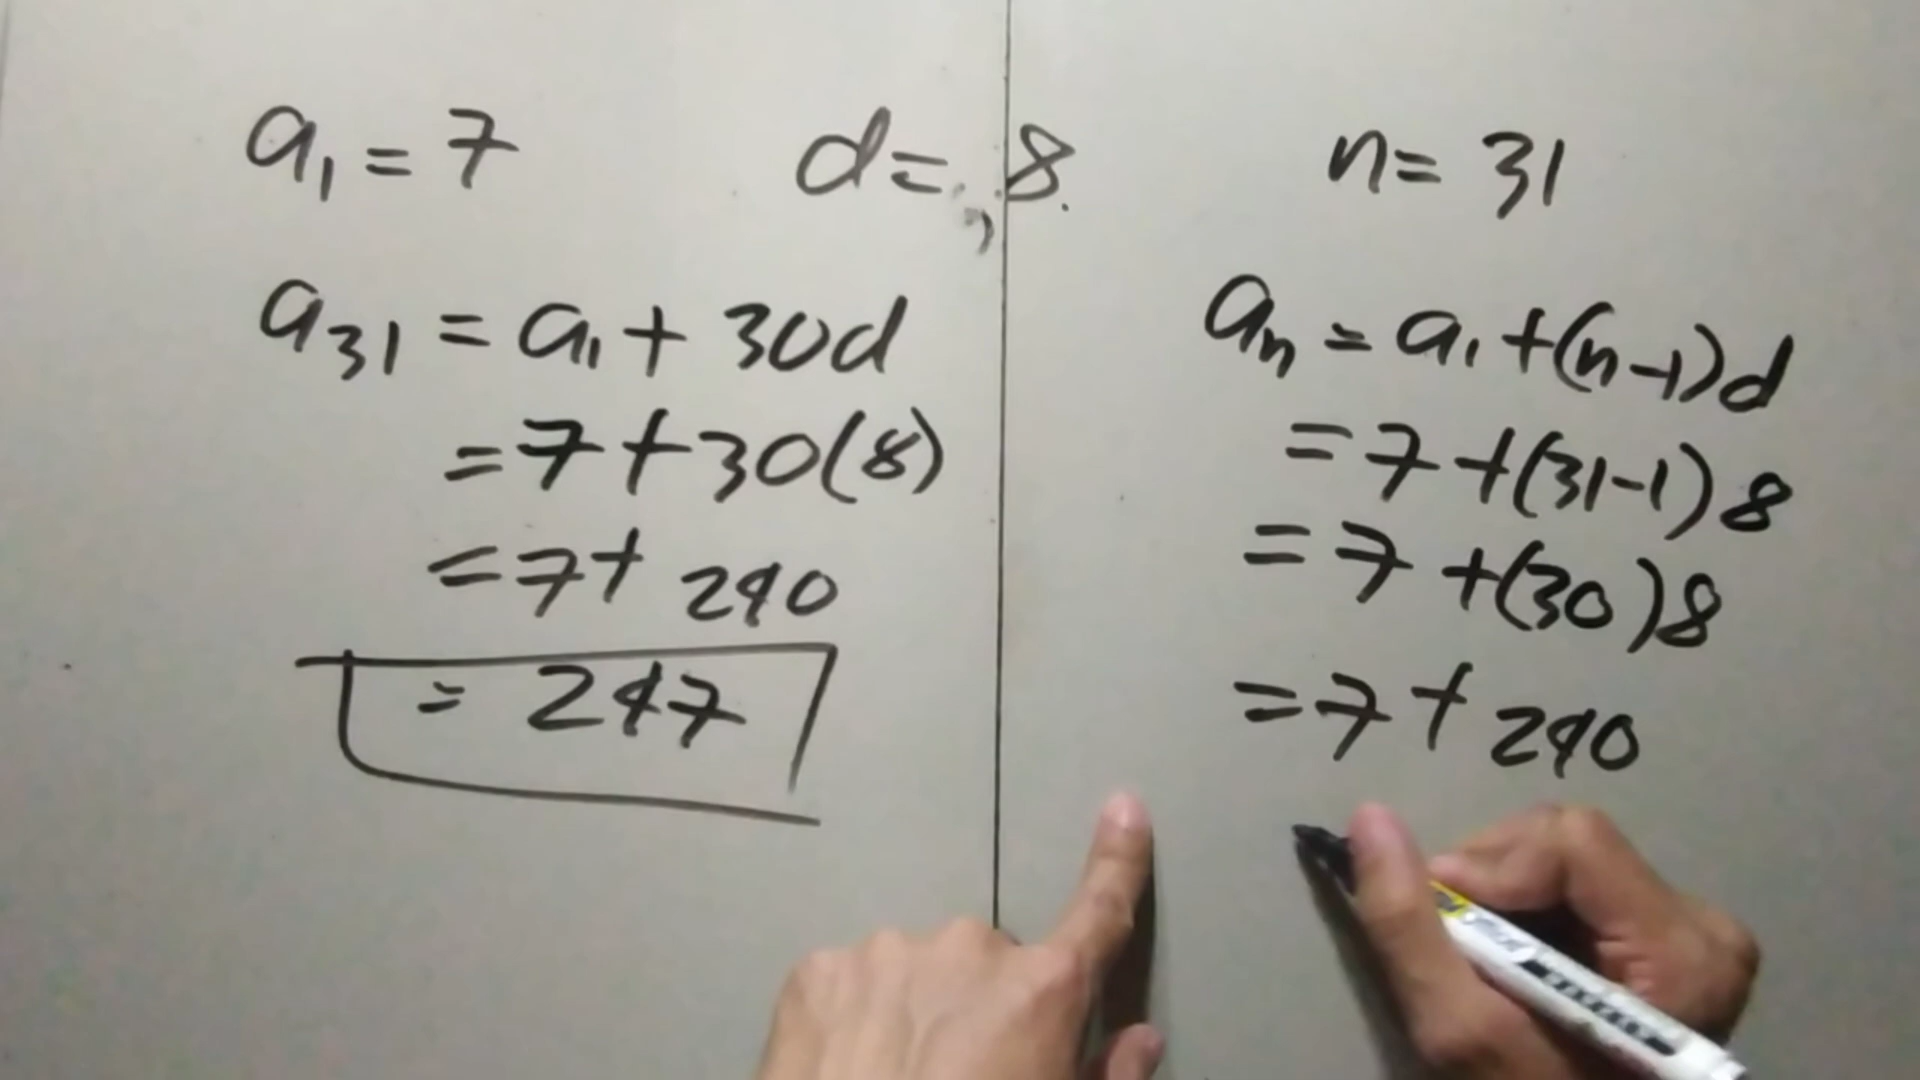 a₁ = 7 d = 8 n = 31
a₃₁ = a₁ + 30d
= 7 + 30(8)
= 7 + 240
= 247
aₙ = a₁ + (n-1)d
= 7 + (31-1)8
= 7 + (30)8
= 7 + 240